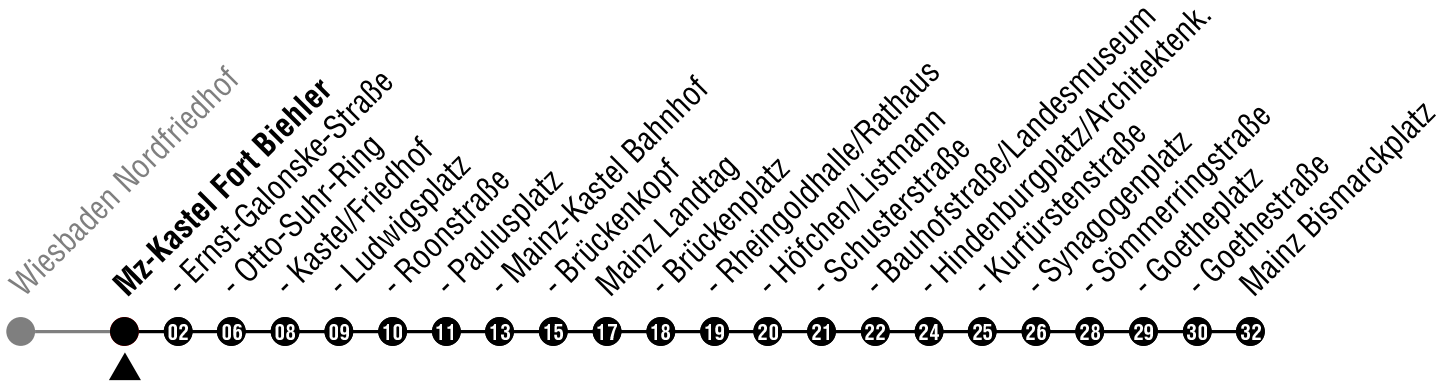 Wiesbaden Nordfriedhof
Mz-Kastel Fort Biehler
- Ernst-Galonske-Straße
- Otto-Suhr-Ring
- Kastel/Friedhof
- Ludwigsplatz
- Roonstraße
- Paulusplatz
- Mainz-Kastel Bahnhof
- Brückenkopf
Mainz Landtag
- Brückenplatz
- Rheingoldhalle/Rathaus
- Höfchen/Listmann
- Schusterstraße
- Bauhofstraße/Landesmuseum
- Hindenburgplatz/Architektenk.
- Kurfürstenstraße
- Synagogenplatz
- Sömmerringstraße
- Goetheplatz
- Goethestraße
Mainz Bismarckplatz
02 06 08 09 10 11 13 15 17 18 19 20 21 22 24 25 26 28 29 30 32